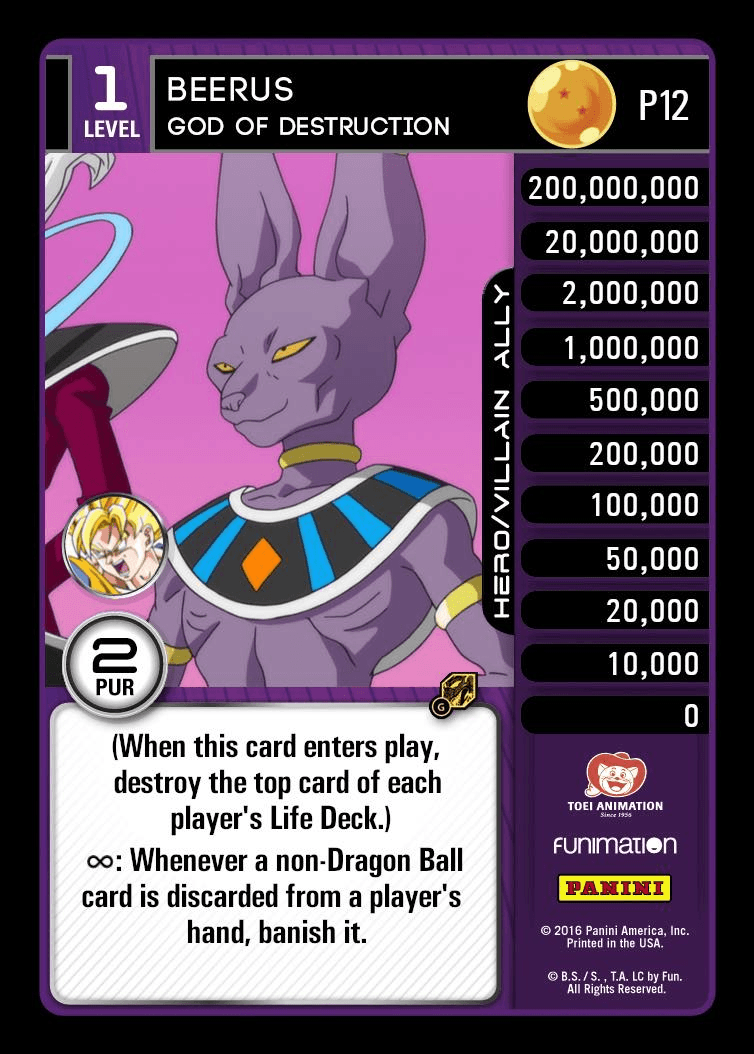 1
LEVEL
BEERUS
GOD OF DESTRUCTION
P12
200,000,000
20,000,000
2,000,000
1,000,000
500,000
200,000
100,000
50,000
20,000
10,000
0
HERO/VILLAIN ALLY
2
PUR
G
(When this card enters play,
destroy the top card of each
player's Life Deck.)
∞: Whenever a non-Dragon Ball
card is discarded from a player's
hand, banish it.
TOEI ANIMATION
Since 1956
FUNIMATION
PANINI
© 2016 Panini America, Inc.
Printed in the USA.
© B.S. / S. , T.A. LC by Fun.
All Rights Reserved.